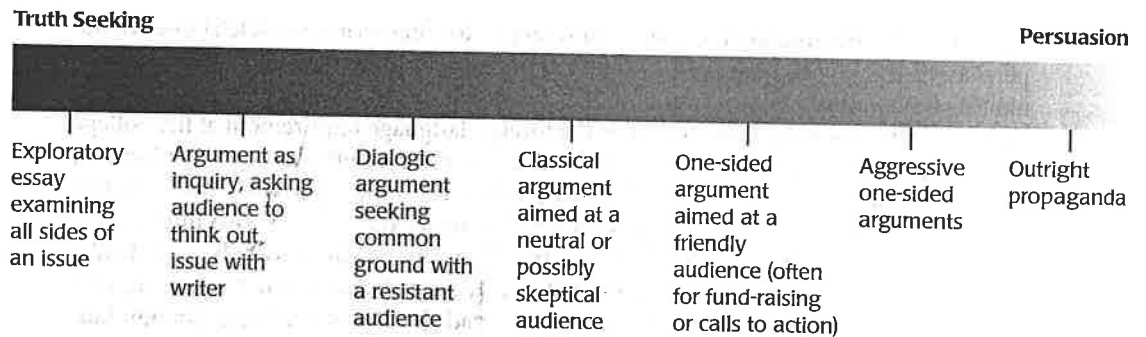 Truth Seeking
Persuasion
Exploratory
essay
examining
all sides of
an issue
Argument as
inquiry, asking
audience to
think out,
issue with
writer
Dialogic
argument
seeking
common
ground with
a resistant
audience
Classical
argument
aimed at a
neutral or
possibly
skeptical
audience
One-sided
argument
aimed at a
friendly
audience (often
for fund-raising
or calls to action)
Aggressive
one-sided
arguments
Outright
propaganda